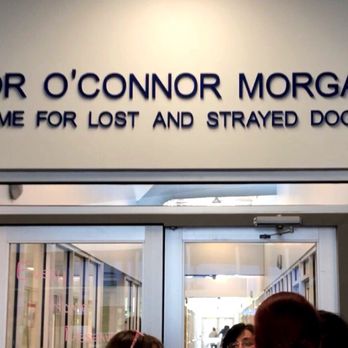 OR O'CONNOR MORGA
ME FOR LOST AND STRAYED DOG